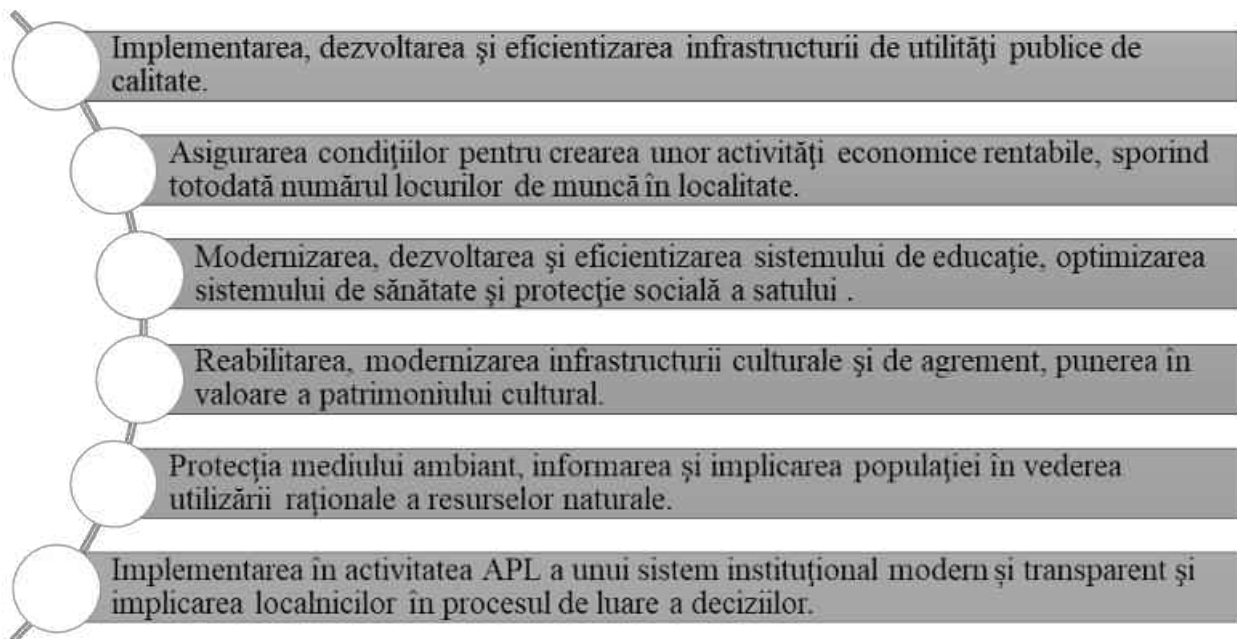 Implementarea, dezvoltarea şi eficientizarea infrastructurii de utilităţi publice de
calitate.
Asigurarea condiţiilor pentru crearea unor activităţi economice rentabile, sporind
totodată numărul locurilor de muncă în localitate.
Modernizarea, dezvoltarea şi eficientizarea sistemului de educaţie, optimizarea
sistemului de sănătate şi protecţie socială a satului .
Reabilitarea, modernizarea infrastructurii culturale şi de agrement, punerea în
valoare a patrimoniului cultural.
Protecţia mediului ambiant, informarea și implicarea populaţiei în vederea
utilizării raţionale a resurselor naturale.
Implementarea în activitatea APL a unui sistem instituţional modern și transparent şi
implicarea localnicilor în procesul de luare a deciziilor.